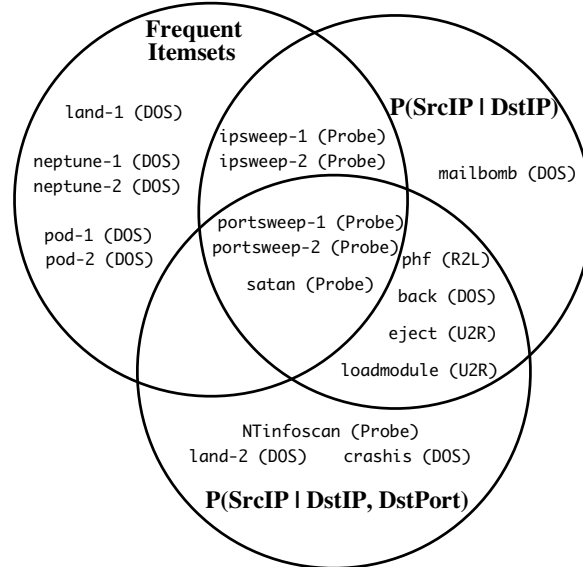 Frequent
Itemsets
land-1 (DOS)
P(SrcIP | DstIP)
ipsweep-1 (Probe)
ipsweep-2 (Probe)
neptune-1 (DOS)
neptune-2 (DOS)
mailbomb (DOS)
portsweep-1 (Probe)
portsweep-2 (Probe)
pod-1 (DOS)
pod-2 (DOS)
phf (R2L)
satan (Probe)
back (DOS)
eject (U2R)
loadmodule (U2R)
NTinfoscan (Probe)
land-2 (DOS) crashis (DOS)
P(SrcIP | DstIP, DstPort)